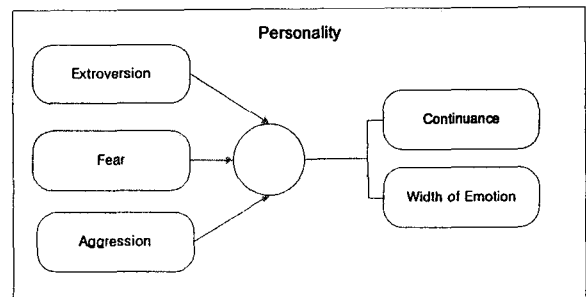 Personality
Extroversion
Fear
Aggression
Continuance
Width of Emotion